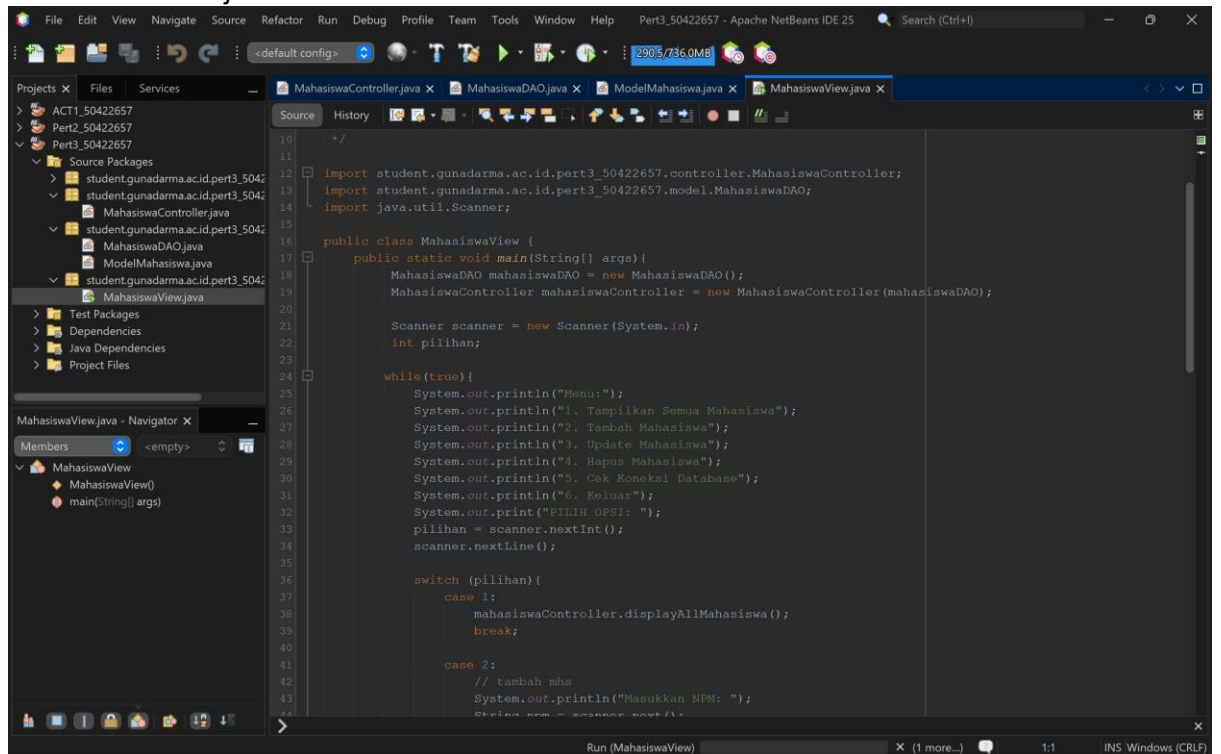 File Edit View Navigate Source Refactor Run Debug Profile Team Tools Window Help Pert3_50422657 - Apache NetBeans IDE 25 Search (Ctrl+I)
<default config> 290,5/736,0MB
Projects Files Services
MahasiswaController.java MahasiswaDAO.java ModelMahasiswa.java MahasiswaView.java
ACT1_50422657
Pert2_50422657
Pert3_50422657
Source Packages
student.gunadarma.ac.id.pert3_5042
student.gunadarma.ac.id.pert3_5042
MahasiswaController.java
student.gunadarma.ac.id.pert3_5042
MahasiswaDAO.java
ModelMahasiswa.java
student.gunadarma.ac.id.pert3_5042
MahasiswaView.java
Test Packages
Dependencies
Java Dependencies
Project Files
MahasiswaView.java - Navigator
Members <empty>
MahasiswaView
MahasiswaView()
main(String[] args)
Source History
10 */
11
12 import student.gunadarma.ac.id.pert3_50422657.controller.MahasiswaController;
13 import student.gunadarma.ac.id.pert3_50422657.model.MahasiswaDAO;
14 import java.util.Scanner;
15
16 public class MahasiswaView {
17 public static void main(String[] args){
18 MahasiswaDAO mahasiswaDAO = new MahasiswaDAO();
19 MahasiswaController mahasiswaController = new MahasiswaController(mahasiswaDAO);
20
21 Scanner scanner = new Scanner(System.in);
22 int pilihan;
23
24 while(true){
25 System.out.println("Menu:");
26 System.out.println("1. Tampilkan Semua Mahasiswa");
27 System.out.println("2. Tambah Mahasiswa");
28 System.out.println("3. Update Mahasiswa");
29 System.out.println("4. Hapus Mahasiswa");
30 System.out.println("5. Cek Koneksi Database");
31 System.out.println("6. Keluar");
32 System.out.print("PILIH OPSI: ");
33 pilihan = scanner.nextInt();
34 scanner.nextLine();
35
36 switch (pilihan){
37 case 1:
38 mahasiswaController.displayAllMahasiswa();
39 break;
40
41 case 2:
42 // tambah mhs
43 System.out.println("Masukkan NPM: ");
44 String npm = scanner.next();
Run (MahasiswaView) (1 more...) 1:1 INS Windows (CRLF)